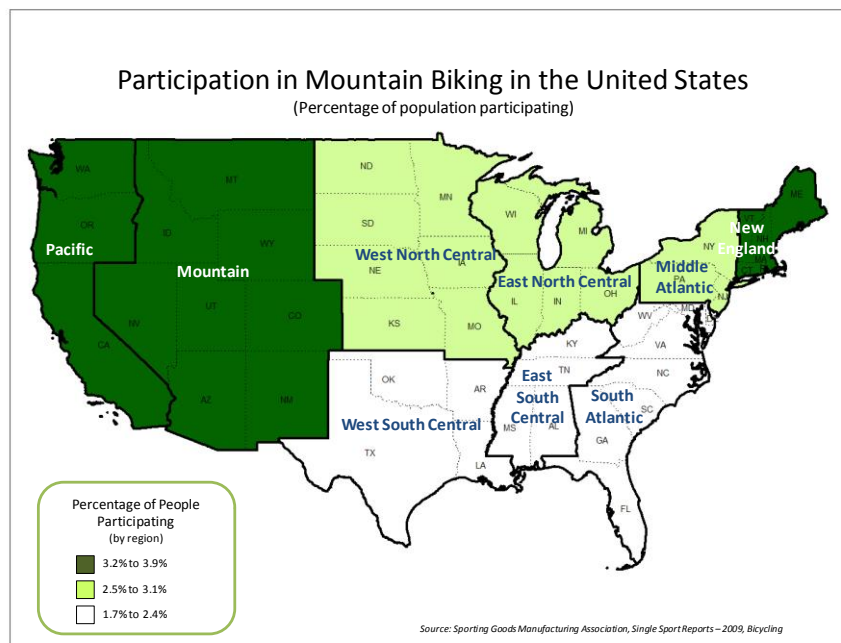 Participation in Mountain Biking in the United States
(Percentage of population participating)
WA
MT
ND
MN
ME
OR
ID
WY
SD
WI
MI
VT
NH
NY
New
England
MA
CT
Pacific
Mountain
West North Central
East North Central
Middle
Atlantic
NE
IA
IL
IN
OH
PA
NJ
NV
UT
CO
KS
MO
WV
MD
VA
KY
CA
AZ
NM
OK
AR
TN
NC
SC
East
South
Central
South
Atlantic
West South Central
MS
AL
GA
TX
LA
FL
Percentage of People
Participating
(by region)
3.2% to 3.9%
2.5% to 3.1%
1.7% to 2.4%
Source: Sporting Goods Manufacturing Association, Single Sport Reports – 2009, Bicycling